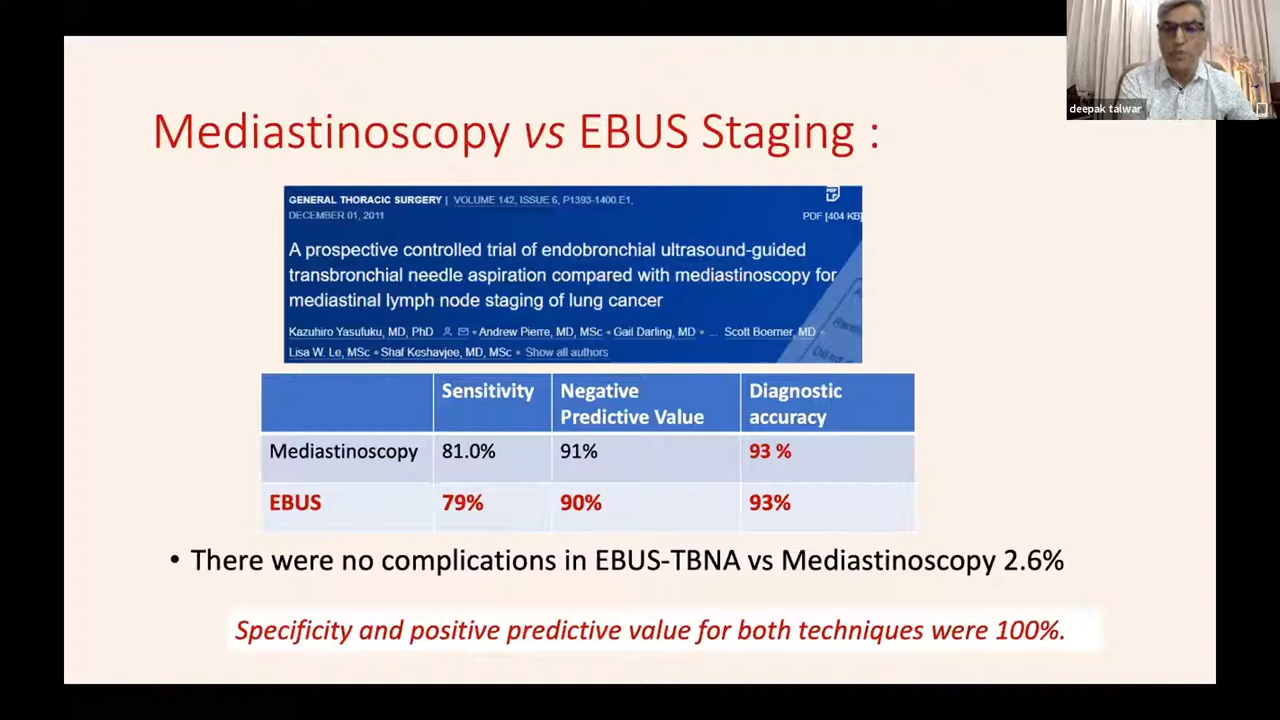 deepak talwar
Mediastinoscopy vs EBUS Staging :
GENERAL THORACIC SURGERY | VOLUME 142, ISSUE 6, P1393-1400.E1,
DECEMBER 01, 2011
PDF [404 KB]
A prospective controlled trial of endobronchial ultrasound-guided
transbronchial needle aspiration compared with mediastinoscopy for
mediastinal lymph node staging of lung cancer
Kazuhiro Yasufuku, MD, PhD • Andrew Pierre, MD, MSc • Gail Darling, MD • ... Scott Boerner, MD •
Lisa W. Le, MSc • Shaf Keshavjee, MD, MSc • Show all authors
Sensitivity Negative Diagnostic
Predictive Value accuracy
Mediastinoscopy 81.0% 91% 93 %
EBUS 79% 90% 93%
• There were no complications in EBUS-TBNA vs Mediastinoscopy 2.6%
Specificity and positive predictive value for both techniques were 100%.